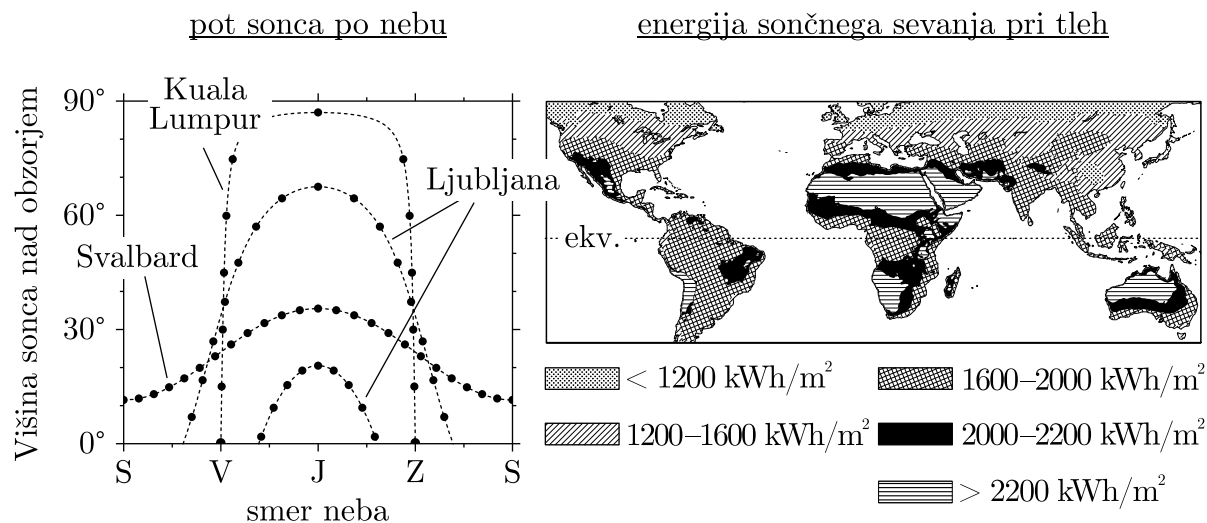 pot sonca po nebu
energija sončnega sevanja pri tleh
Višina sonca nad obzorjem
90°
60°
30°
0°
Kuala
Lumpur
Ljubljana
Svalbard
S
V
J
Z
S
smer neba
ekv.
< 1200 kWh/m²
1600–2000 kWh/m²
1200–1600 kWh/m²
2000–2200 kWh/m²
> 2200 kWh/m²